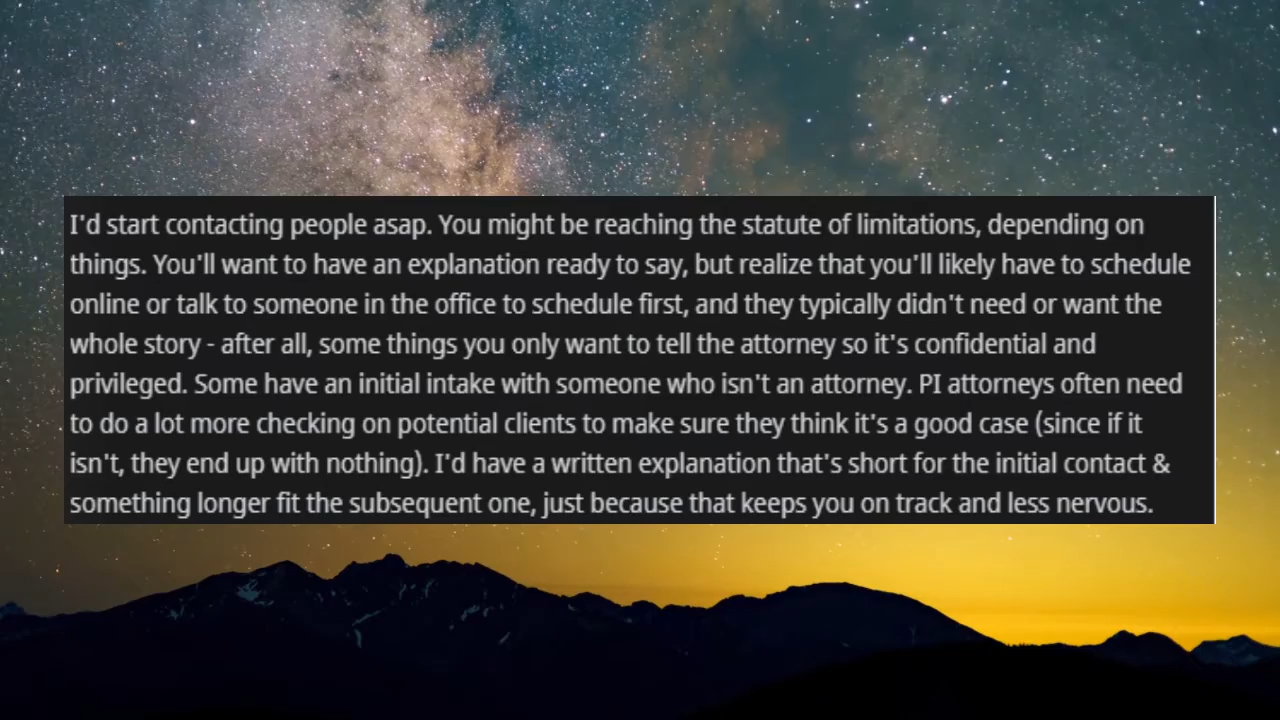 I'd start contacting people asap. You might be reaching the statute of limitations, depending on
things. You'll want to have an explanation ready to say, but realize that you'll likely have to schedule
online or talk to someone in the office to schedule first, and they typically didn't need or want the
whole story - after all, some things you only want to tell the attorney so it's confidential and
privileged. Some have an initial intake with someone who isn't an attorney. PI attorneys often need
to do a lot more checking on potential clients to make sure they think it's a good case (since if it
isn't, they end up with nothing). I'd have a written explanation that's short for the initial contact &
something longer fit the subsequent one, just because that keeps you on track and less nervous.